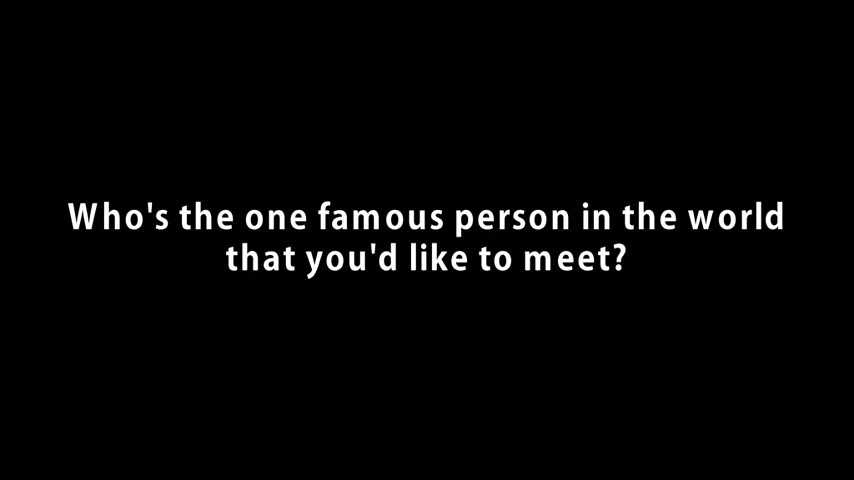 Who's the one famous person in the world
that you'd like to meet?